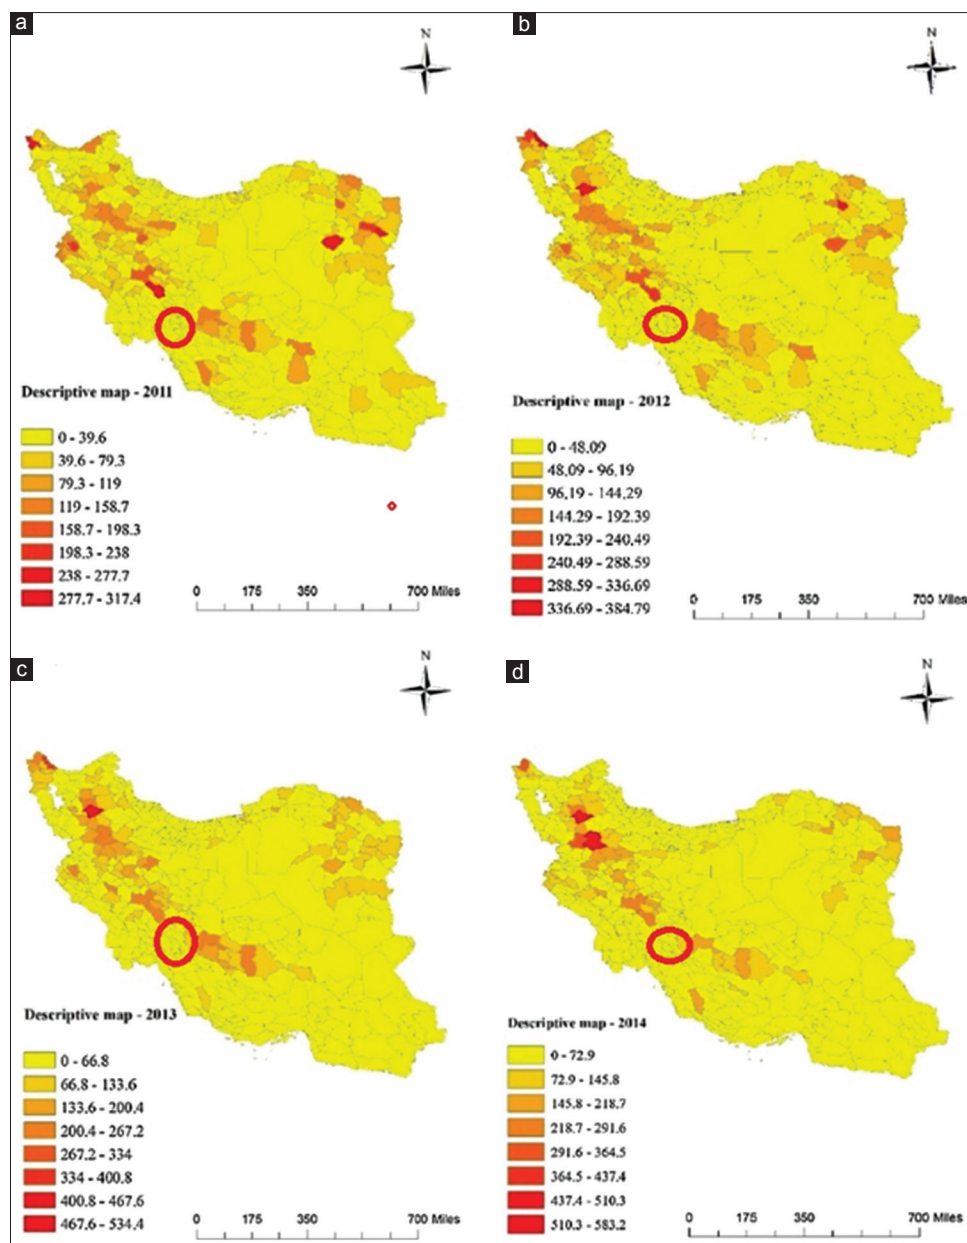 a
N
Descriptive map - 2011
0 - 39.6
39.6 - 79.3
79.3 - 119
119 - 158.7
158.7 - 198.3
198.3 - 238
238 - 277.7
277.7 - 317.4
0 175 350 700 Miles
b
N
Descriptive map - 2012
0 - 48.09
48.09 - 96.19
96.19 - 144.29
144.29 - 192.39
192.39 - 240.49
240.49 - 288.59
288.59 - 336.69
336.69 - 384.79
0 175 350 700 Miles
c
N
Descriptive map - 2013
0 - 66.8
66.8 - 133.6
133.6 - 200.4
200.4 - 267.2
267.2 - 334
334 - 400.8
400.8 - 467.6
467.6 - 534.4
0 175 350 700 Miles
d
N
Descriptive map - 2014
0 - 72.9
72.9 - 145.8
145.8 - 218.7
218.7 - 291.6
291.6 - 364.5
364.5 - 437.4
437.4 - 510.3
510.3 - 583.2
0 175 350 700 Miles